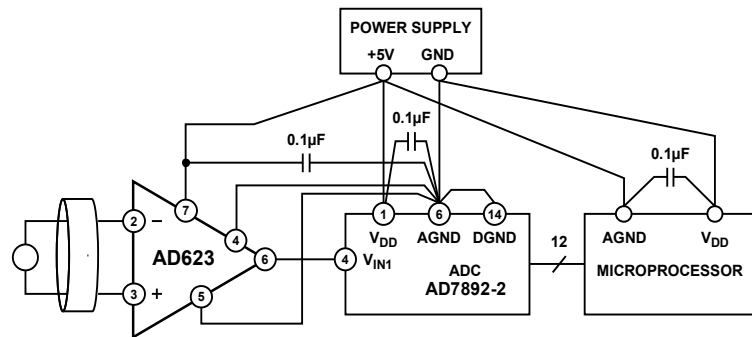 POWER SUPPLY
+5V GND
0.1µF
0.1µF
0.1µF
7
1 6 14
2 −
4
V_DD AGND DGND
AGND V_DD
12
AD623
6
4 V_IN1
ADC
AD7892-2
MICROPROCESSOR
3 +
5